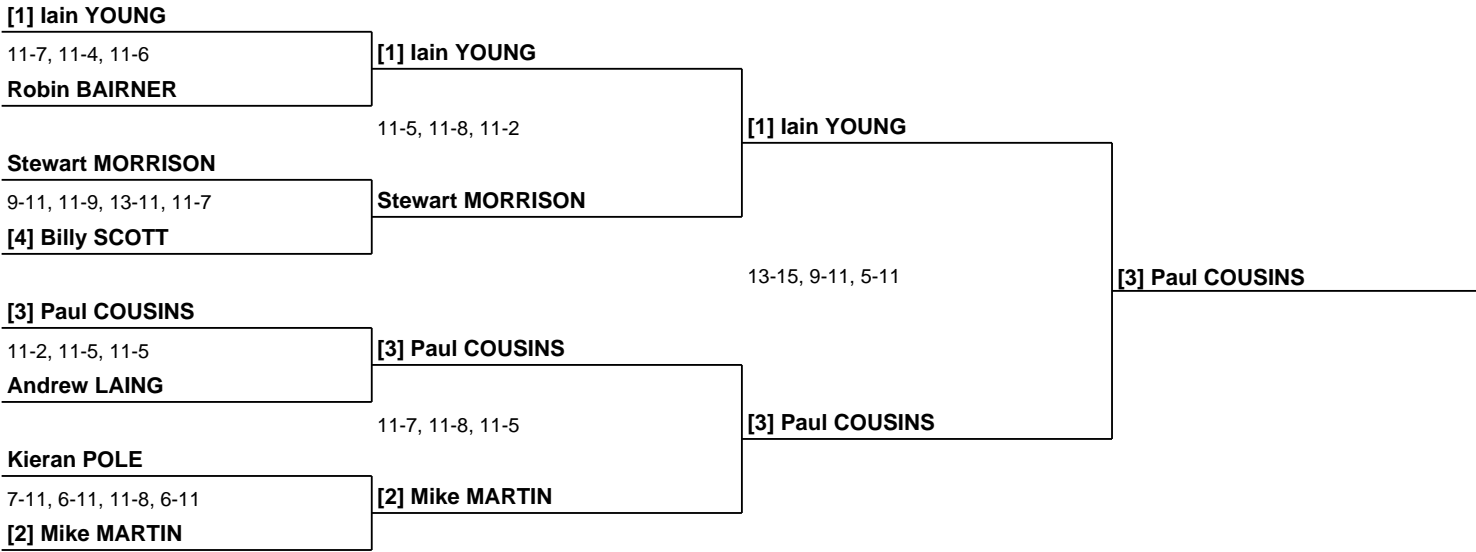 [1] Iain YOUNG
11-7, 11-4, 11-6
Robin BAIRNER
Stewart MORRISON
9-11, 11-9, 13-11, 11-7
[4] Billy SCOTT
[3] Paul COUSINS
11-2, 11-5, 11-5
Andrew LAING
Kieran POLE
7-11, 6-11, 11-8, 6-11
[2] Mike MARTIN
[1] Iain YOUNG
11-5, 11-8, 11-2
Stewart MORRISON
[3] Paul COUSINS
11-7, 11-8, 11-5
[2] Mike MARTIN
[1] Iain YOUNG
13-15, 9-11, 5-11
[3] Paul COUSINS
[3] Paul COUSINS